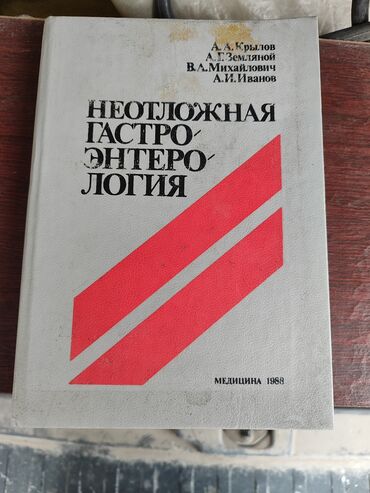 А.А.Крылов
А.Г.Земляной
В.А.Михайлович
А.И.Иванов
НЕОТЛОЖНАЯ
ГАСТРО-
ЭНТЕРО-
ЛОГИЯ
МЕДИЦИНА 1988